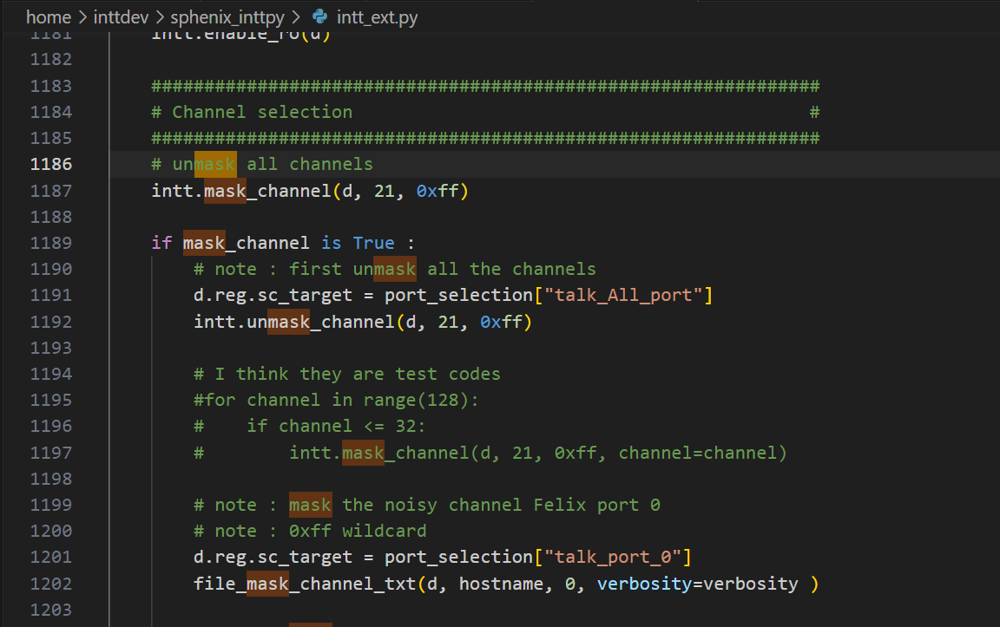 home > inttdev > sphenix_inttpy > intt_ext.py
1181 intt.enable_ro(d)
1182
1183 ###############################################################
1184 # Channel selection #
1185 ###############################################################
1186 # unmask all channels
1187 intt.mask_channel(d, 21, 0xff)
1188
1189 if mask_channel is True :
1190 # note : first unmask all the channels
1191 d.reg.sc_target = port_selection["talk_All_port"]
1192 intt.unmask_channel(d, 21, 0xff)
1193
1194 # I think they are test codes
1195 #for channel in range(128):
1196 # if channel <= 32:
1197 # intt.mask_channel(d, 21, 0xff, channel=channel)
1198
1199 # note : mask the noisy channel Felix port 0
1200 # note : 0xff wildcard
1201 d.reg.sc_target = port_selection["talk_port_0"]
1202 file_mask_channel_txt(d, hostname, 0, verbosity=verbosity )
1203